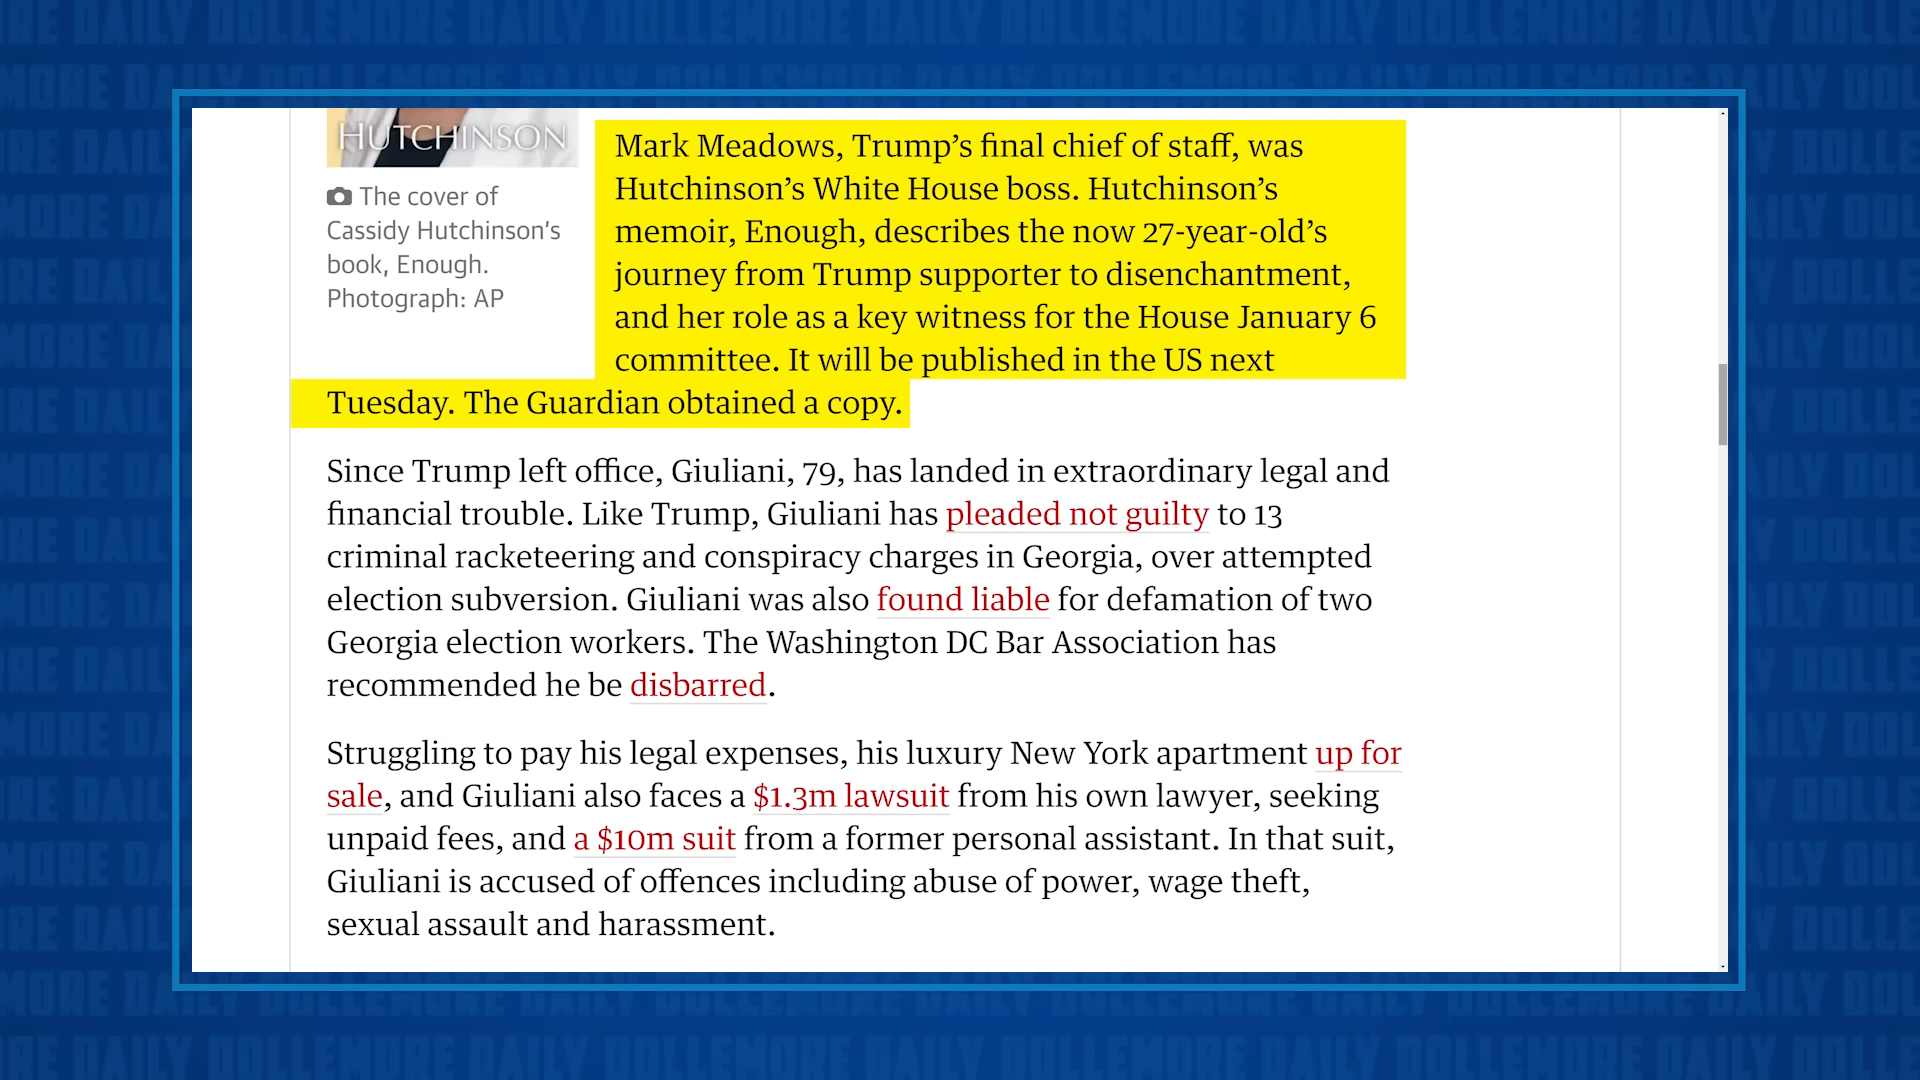 HUTCHINSON
The cover of
Cassidy Hutchinson's
book, Enough.
Photograph: AP
Mark Meadows, Trump’s final chief of staff, was
Hutchinson’s White House boss. Hutchinson’s
memoir, Enough, describes the now 27-year-old’s
journey from Trump supporter to disenchantment,
and her role as a key witness for the House January 6
committee. It will be published in the US next
Tuesday. The Guardian obtained a copy.
Since Trump left office, Giuliani, 79, has landed in extraordinary legal and
financial trouble. Like Trump, Giuliani has pleaded not guilty to 13
criminal racketeering and conspiracy charges in Georgia, over attempted
election subversion. Giuliani was also found liable for defamation of two
Georgia election workers. The Washington DC Bar Association has
recommended he be disbarred.
Struggling to pay his legal expenses, his luxury New York apartment up for
sale, and Giuliani also faces a $1.3m lawsuit from his own lawyer, seeking
unpaid fees, and a $10m suit from a former personal assistant. In that suit,
Giuliani is accused of offences including abuse of power, wage theft,
sexual assault and harassment.